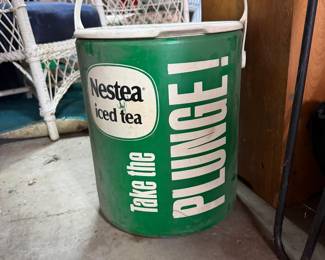 Nestea®
iced tea
Take the
PLUNGE!